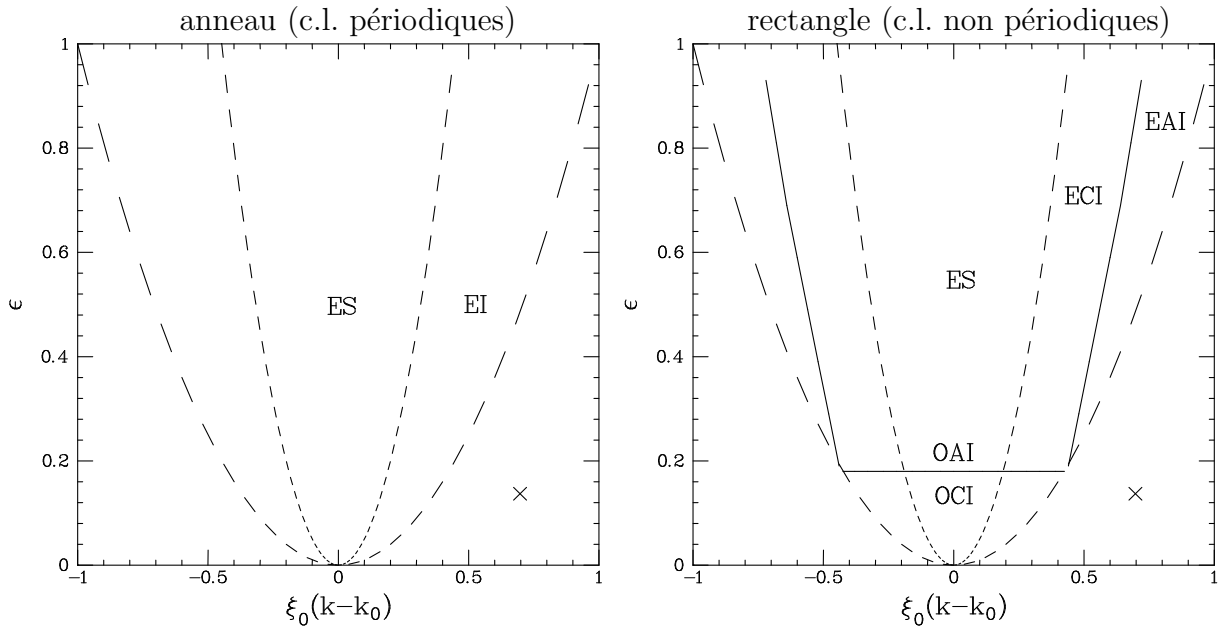 anneau (c.l. périodiques)
1
0.8
0.6
0.4
0.2
0
ϵ
ES
EI
−1
−0.5
0
0.5
1
ξ₀(k−k₀)
rectangle (c.l. non périodiques)
1
0.8
0.6
0.4
0.2
0
ϵ
EAI
ECI
ES
OAI
OCI
−1
−0.5
0
0.5
1
ξ₀(k−k₀)